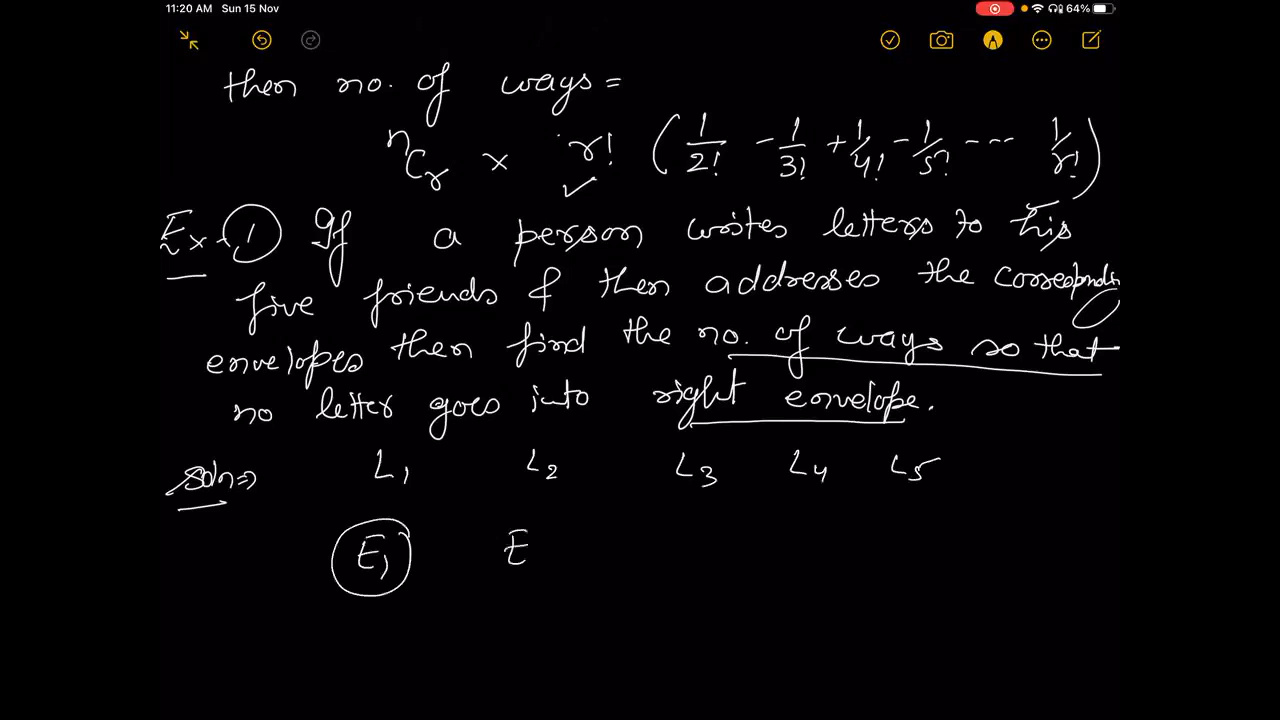 11:20 AM Sun 15 Nov 64%
then no. of ways =
nCr × r! (1/2! - 1/3! + 1/4! - 1/5! - --- 1/r!)
Ex - 1 If a person writes letters to his
five friends & then addresses the corresponding
envelopes then find the no. of ways so that
no letter goes into right envelope.
Soln⇒ L1 L2 L3 L4 L5
E1 E